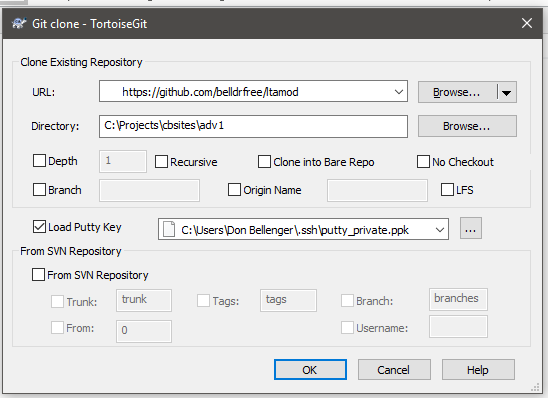 Git clone - TortoiseGit
Clone Existing Repository
URL: https://github.com/belldrfree/ltamod Browse...
Directory: C:\Projects\cbsites\adv1 Browse...
Depth 1 Recursive Clone into Bare Repo No Checkout
Branch Origin Name LFS
Load Putty Key C:\Users\Don Bellenger\.ssh\putty_private.ppk ...
From SVN Repository
From SVN Repository
Trunk: trunk Tags: tags Branch: branches
From: 0 Username:
OK Cancel Help